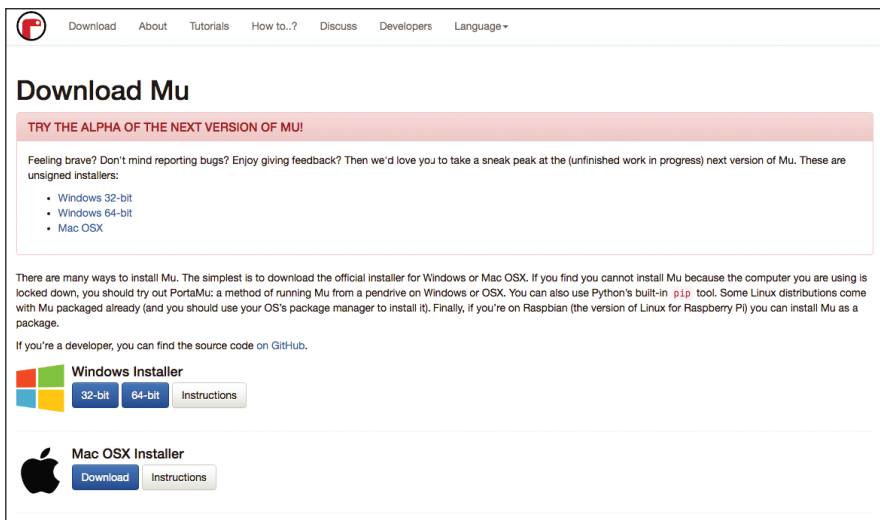 Download About Tutorials How to..? Discuss Developers Language
Download Mu
TRY THE ALPHA OF THE NEXT VERSION OF MU!
Feeling brave? Don't mind reporting bugs? Enjoy giving feedback? Then we'd love you to take a sneak peak at the (unfinished work in progress) next version of Mu. These are
unsigned installers:
• Windows 32-bit
• Windows 64-bit
• Mac OSX
There are many ways to install Mu. The simplest is to download the official installer for Windows or Mac OSX. If you find you cannot install Mu because the computer you are using is
locked down, you should try out PortaMu: a method of running Mu from a pendrive on Windows or OSX. You can also use Python's built-in pip tool. Some Linux distributions come
with Mu packaged already (and you should use your OS's package manager to install it). Finally, if you're on Raspbian (the version of Linux for Raspberry Pi) you can install Mu as a
package.
If you're a developer, you can find the source code on GitHub.
Windows Installer
32-bit 64-bit Instructions
Mac OSX Installer
Download Instructions